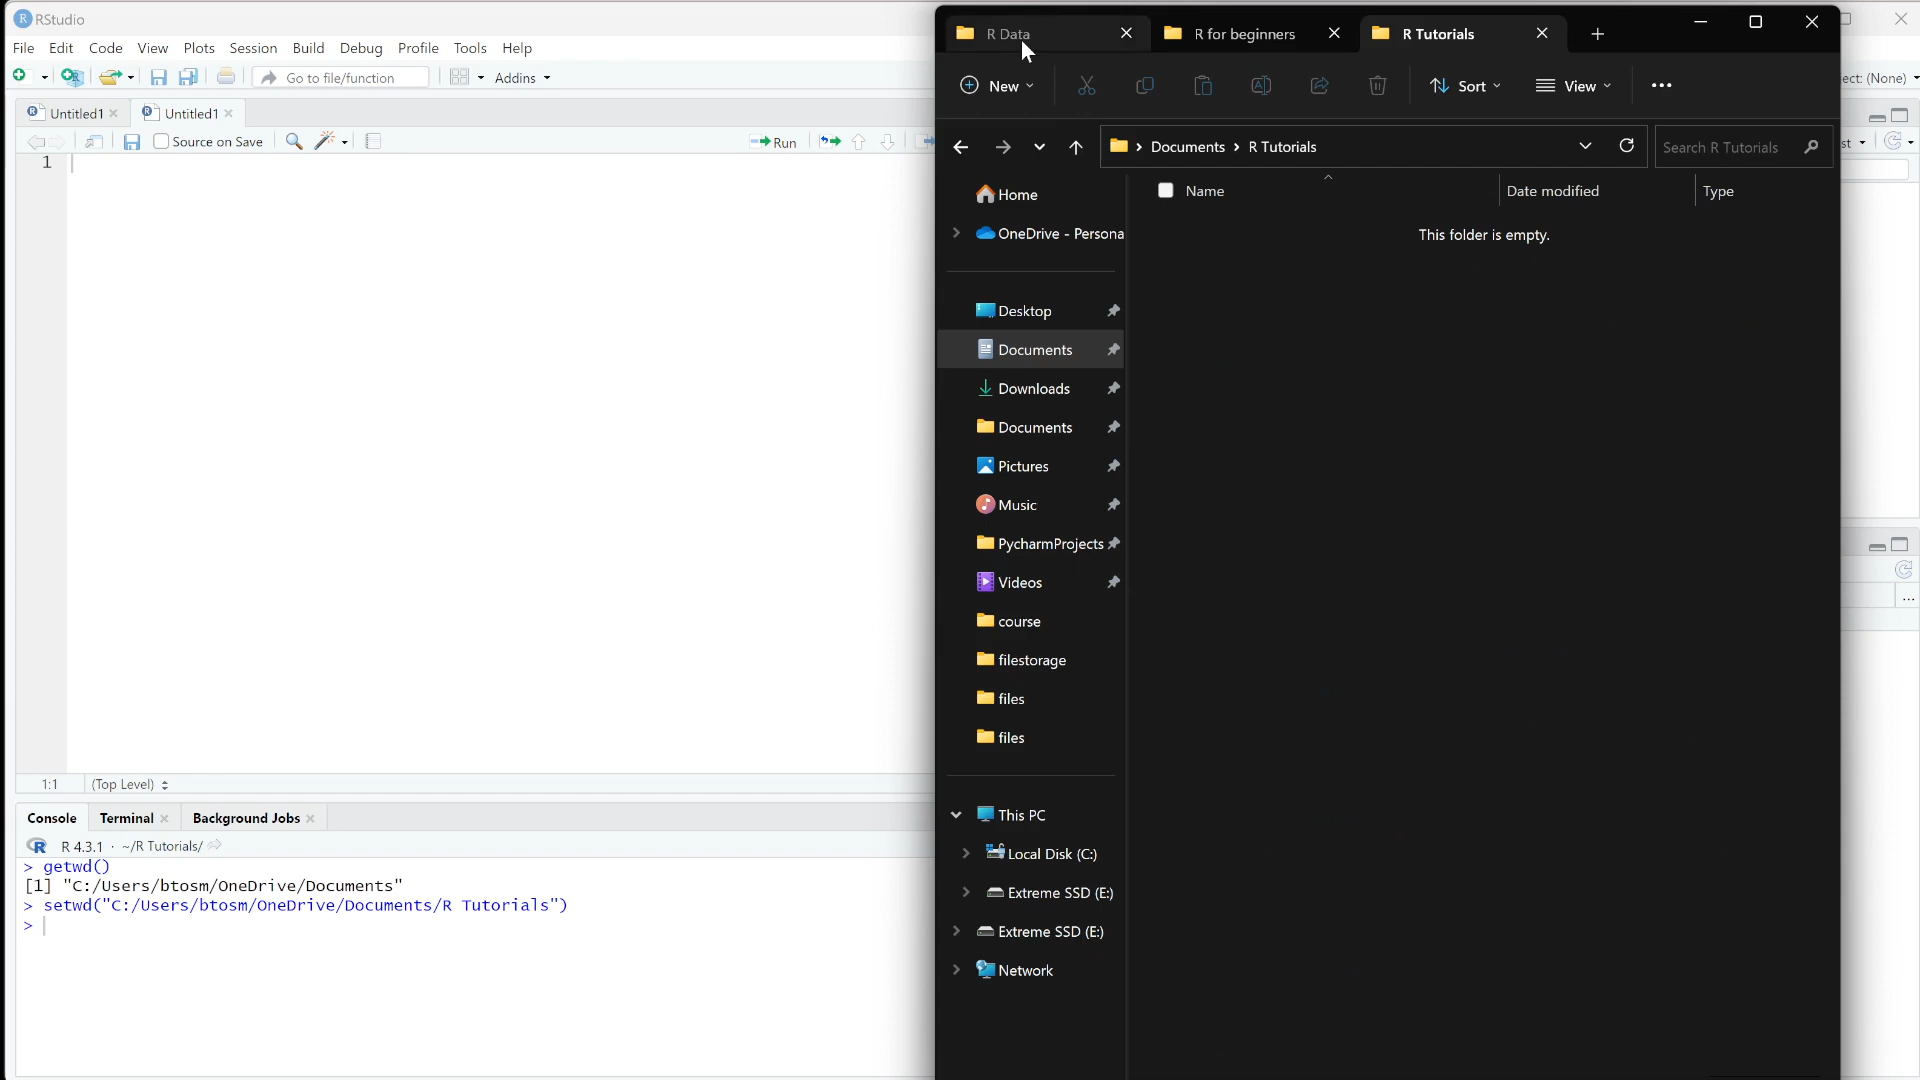 RStudio
File Edit Code View Plots Session Build Debug Profile Tools Help
Go to file/function Addins
Untitled1 Untitled1
Source on Save Run
1
1:1 (Top Level)
Console Terminal Background Jobs
R 4.3.1 · ~/R Tutorials/
> getwd()
[1] "C:/Users/btosm/OneDrive/Documents"
> setwd("C:/Users/btosm/OneDrive/Documents/R Tutorials")
>
R Data R for beginners R Tutorials
New Sort View
Documents R Tutorials Search R Tutorials
Name Date modified Type
This folder is empty.
Home
OneDrive - Persona
Desktop
Documents
Downloads
Documents
Pictures
Music
PycharmProjects
Videos
course
filestorage
files
files
This PC
Local Disk (C:)
Extreme SSD (E:)
Extreme SSD (E:)
Network
ect: (None)
st